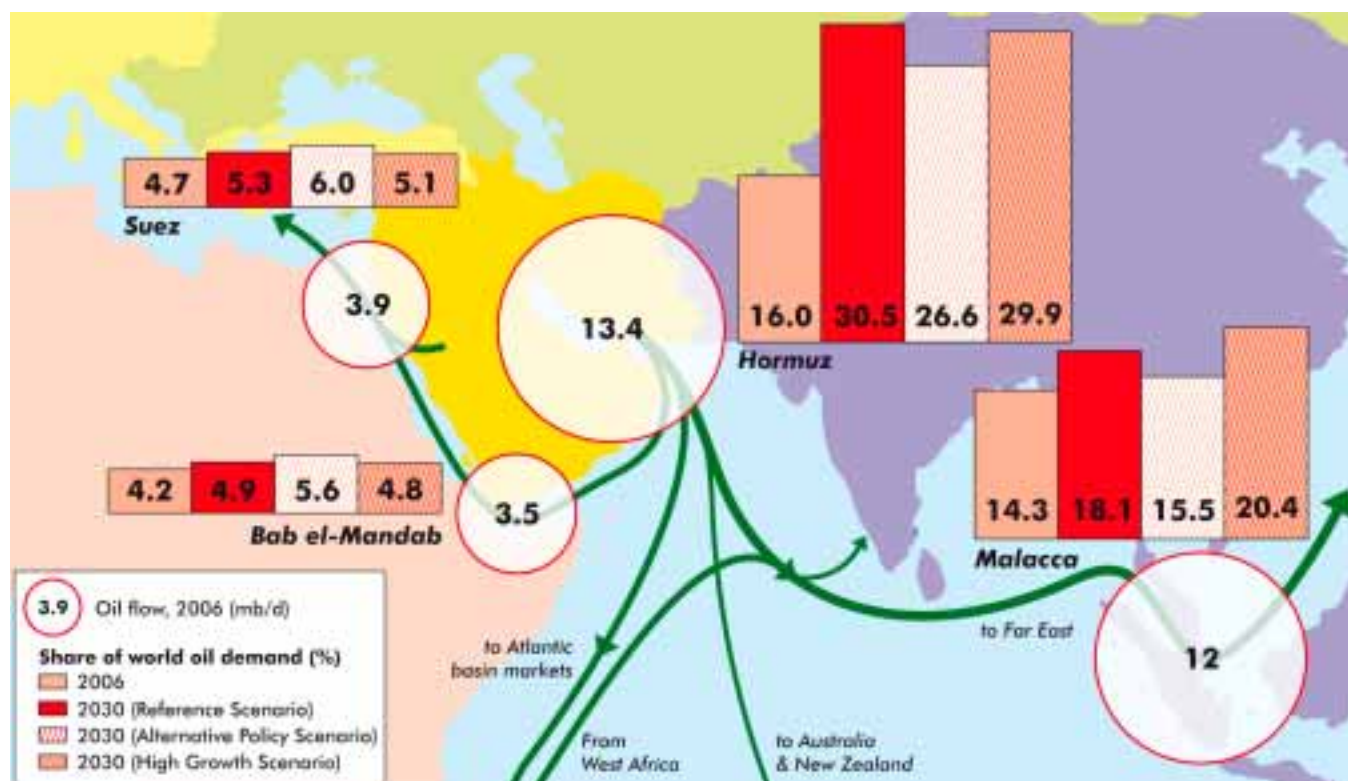 4.7 5.3 6.0 5.1
Suez
3.9
13.4
16.0 30.5 26.6 29.9
Hormuz
4.2 4.9 5.6 4.8
Bab el-Mandab
3.5
14.3 18.1 15.5 20.4
Malacca
12
to Atlantic
basin markets
to Far East
From
West Africa
to Australia
& New Zealand
3.9 Oil flow, 2006 (mb/d)
Share of world oil demand (%)
2006
2030 (Reference Scenario)
2030 (Alternative Policy Scenario)
2030 (High Growth Scenario)